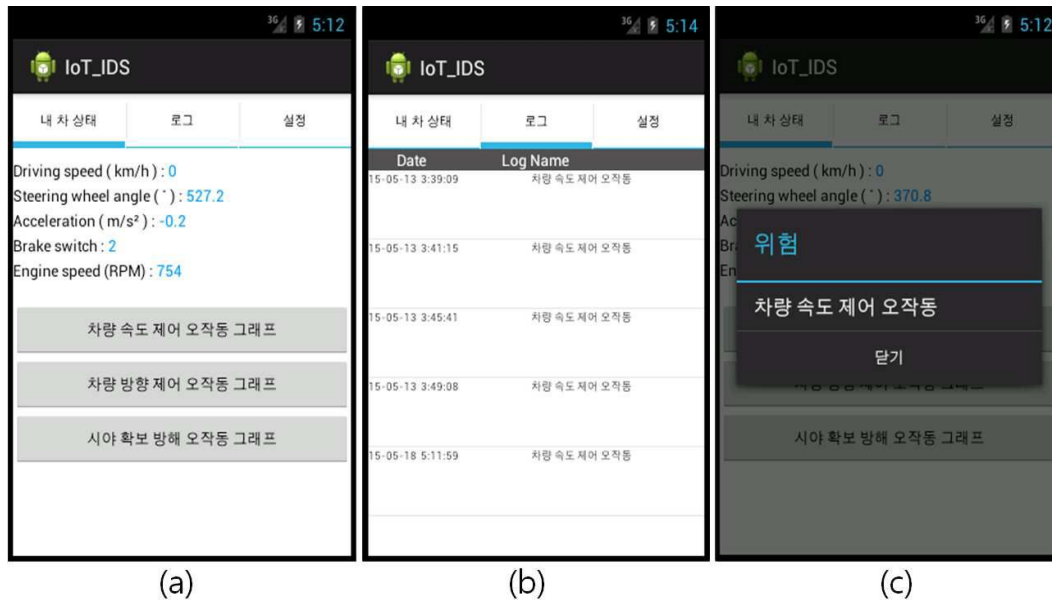 5:12
IoT_IDS
내 차 상태 로그 설정
Driving speed ( km/h ) : 0
Steering wheel angle ( ˚ ) : 527.2
Acceleration ( m/s² ) : -0.2
Brake switch : 2
Engine speed (RPM) : 754
차량 속도 제어 오작동 그래프
차량 방향 제어 오작동 그래프
시야 확보 방해 오작동 그래프
(a)
3G 5:14
IoT_IDS
내 차 상태 로그 설정
Date Log Name
15-05-13 3:39:09 차량 속도 제어 오작동
15-05-13 3:41:15 차량 속도 제어 오작동
15-05-13 3:45:41 차량 속도 제어 오작동
15-05-13 3:49:08 차량 속도 제어 오작동
15-05-18 5:11:59 차량 속도 제어 오작동
(b)
3G 5:12
IoT_IDS
내 차 상태 로그 설정
Driving speed ( km/h ) : 0
Steering wheel angle ( ˚ ) : 370.8
위험
차량 속도 제어 오작동
닫기
시야 확보 방해 오작동 그래프
(c)